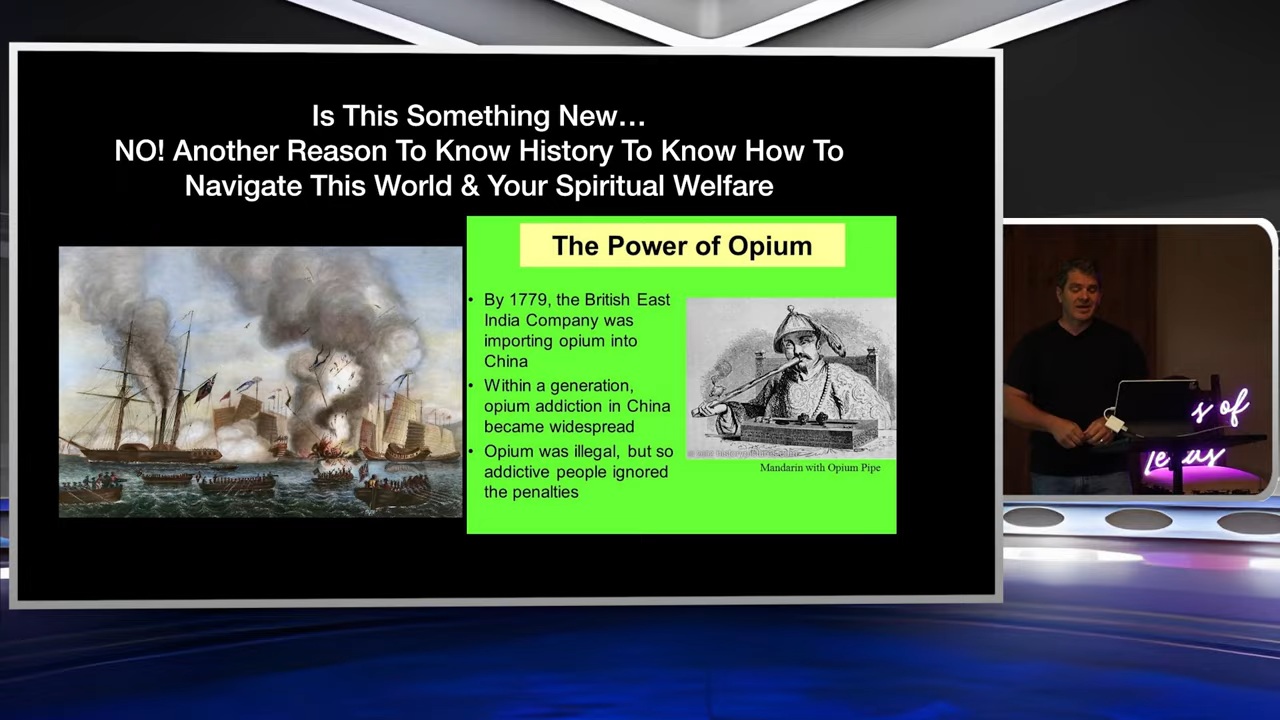 Is This Something New...
NO! Another Reason To Know History To Know How To
Navigate This World & Your Spiritual Welfare
The Power of Opium
• By 1779, the British East
India Company was
importing opium into
China
• Within a generation,
opium addiction in China
became widespread
• Opium was illegal, but so
addictive people ignored
the penalties
Mandarin with Opium Pipe
s of